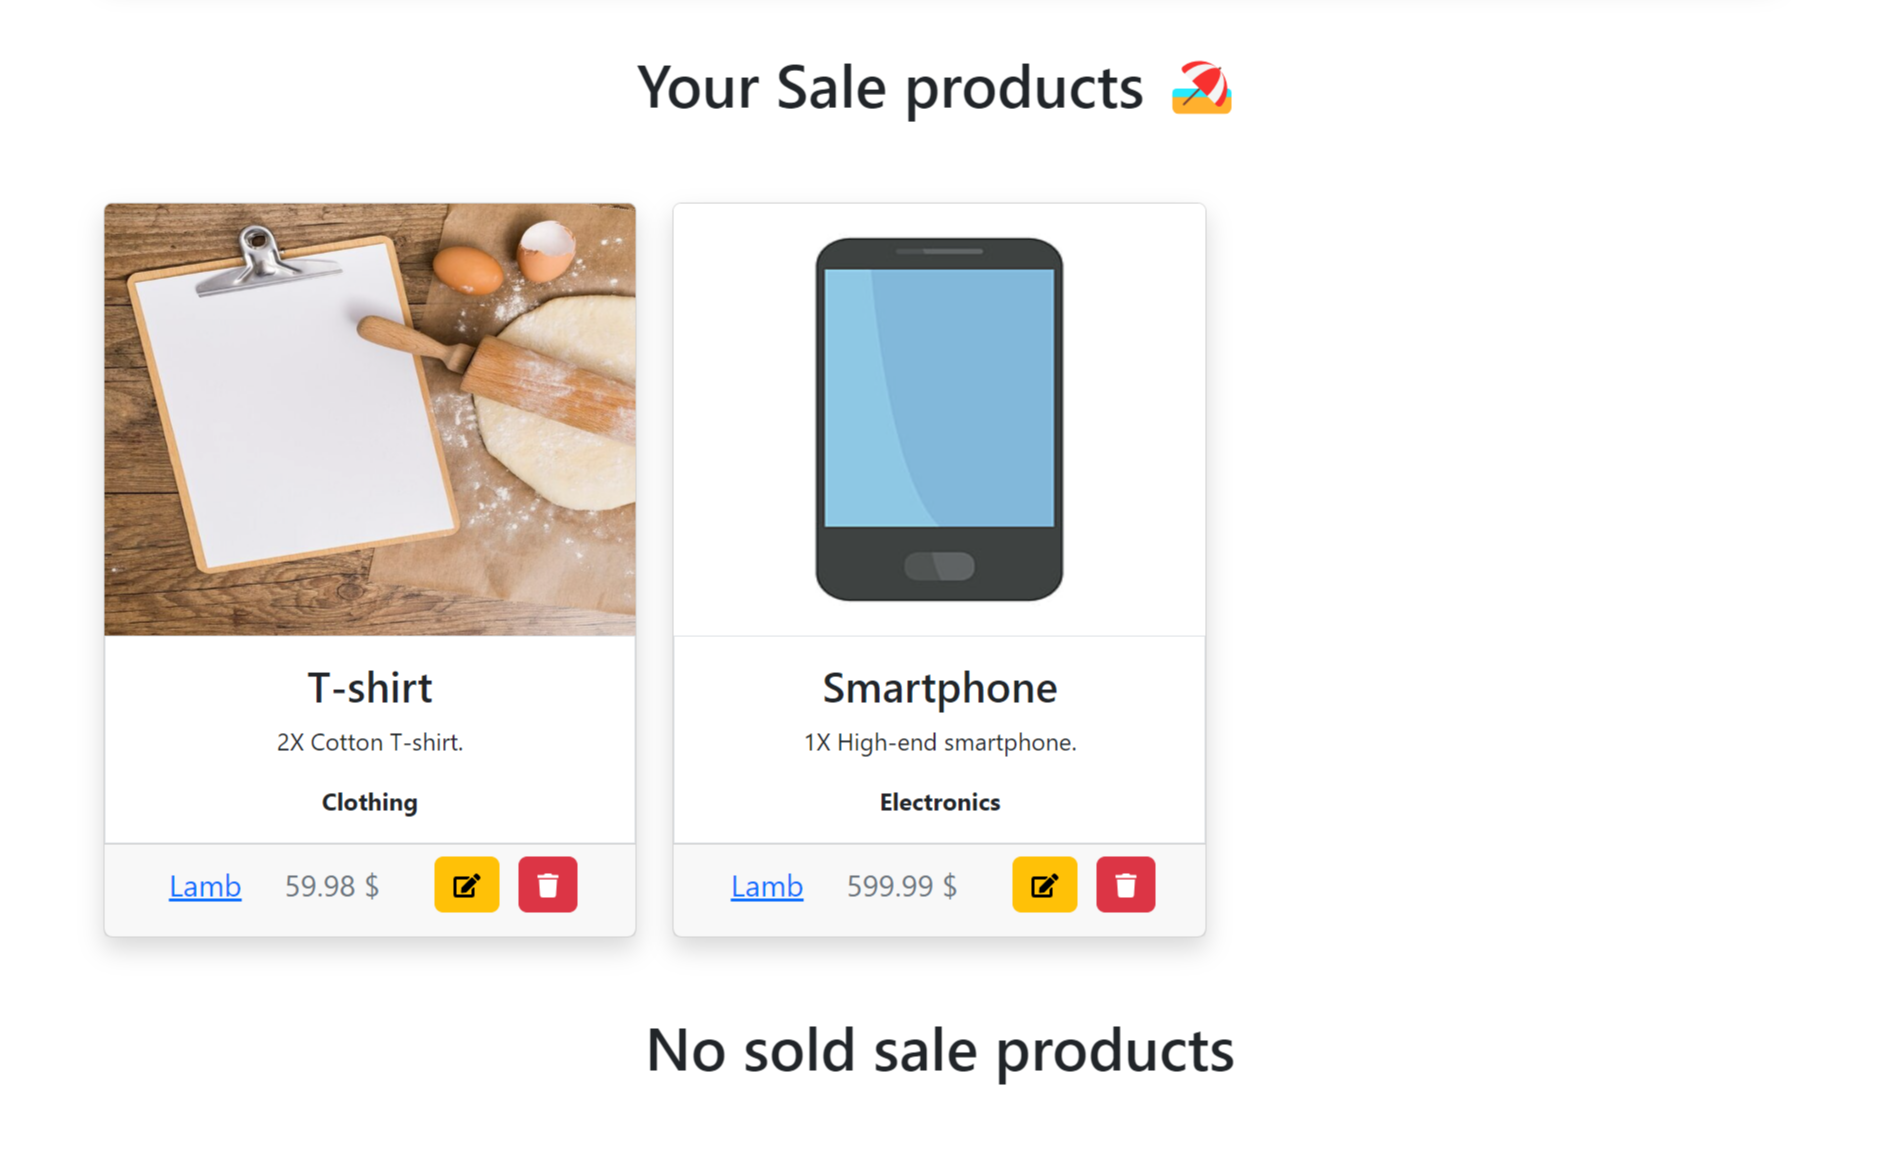 Your Sale products
T-shirt
2X Cotton T-shirt.
Clothing
Lamb 59.98 $
Smartphone
1X High-end smartphone.
Electronics
Lamb 599.99 $
No sold sale products